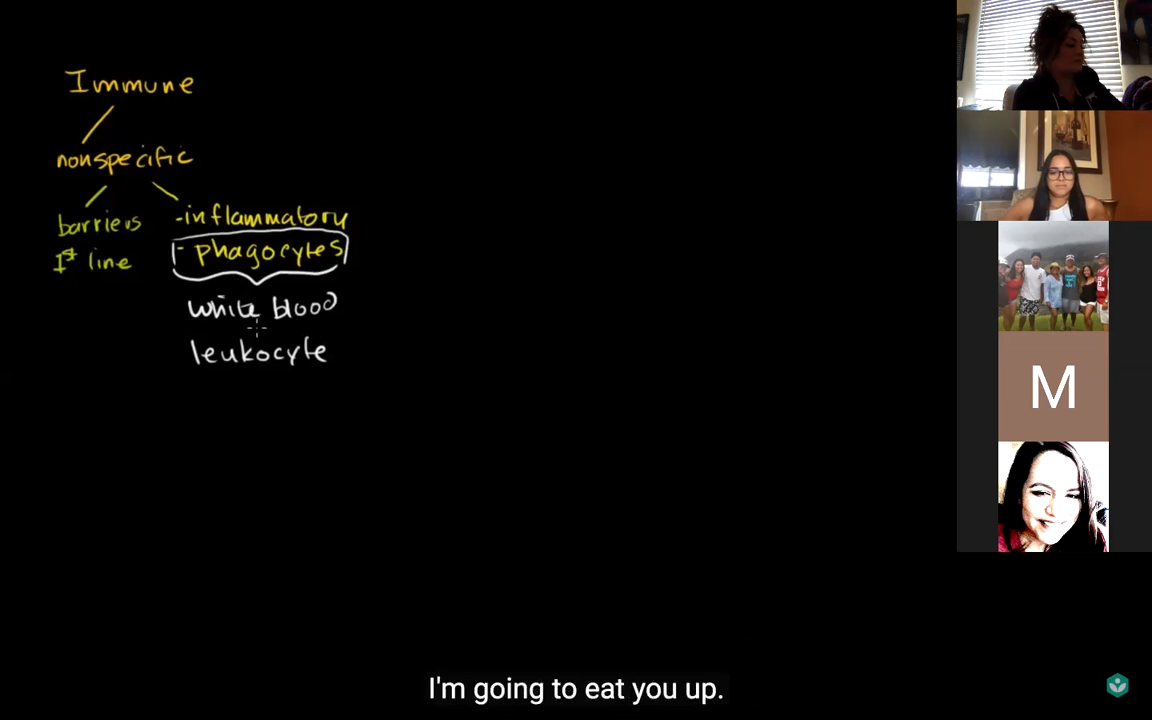 Immune
nonspecific
barriers
1st line
-inflammatory
- phagocytes
white blood
leukocyte
M
I'm going to eat you up.